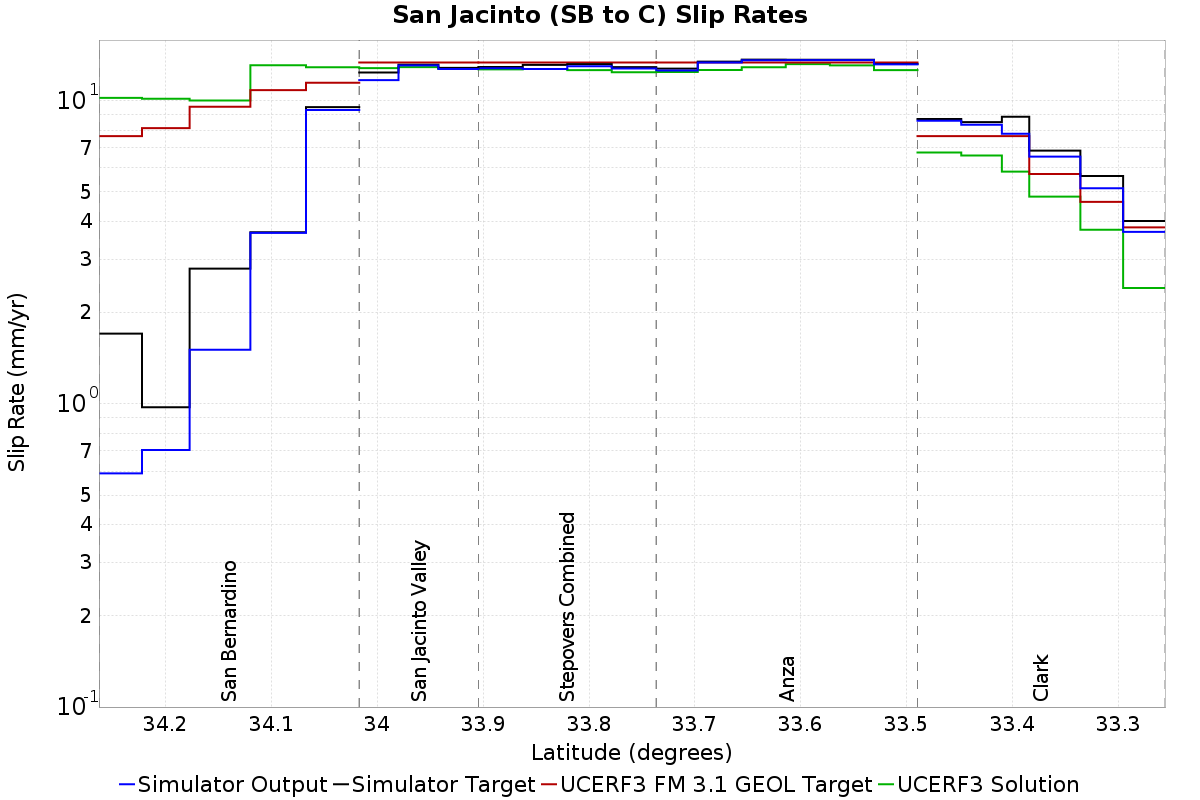 San Jacinto (SB to C) Slip Rates
Slip Rate (mm/yr)
10^1
7
5
4
3
2
10^0
7
5
4
3
2
10^-1
San Bernardino
San Jacinto Valley
Stepovers Combined
Anza
Clark
34.2 34.1 34 33.9 33.8 33.7 33.6 33.5 33.4 33.3
Latitude (degrees)
Simulator Output Simulator Target UCERF3 FM 3.1 GEOL Target UCERF3 Solution